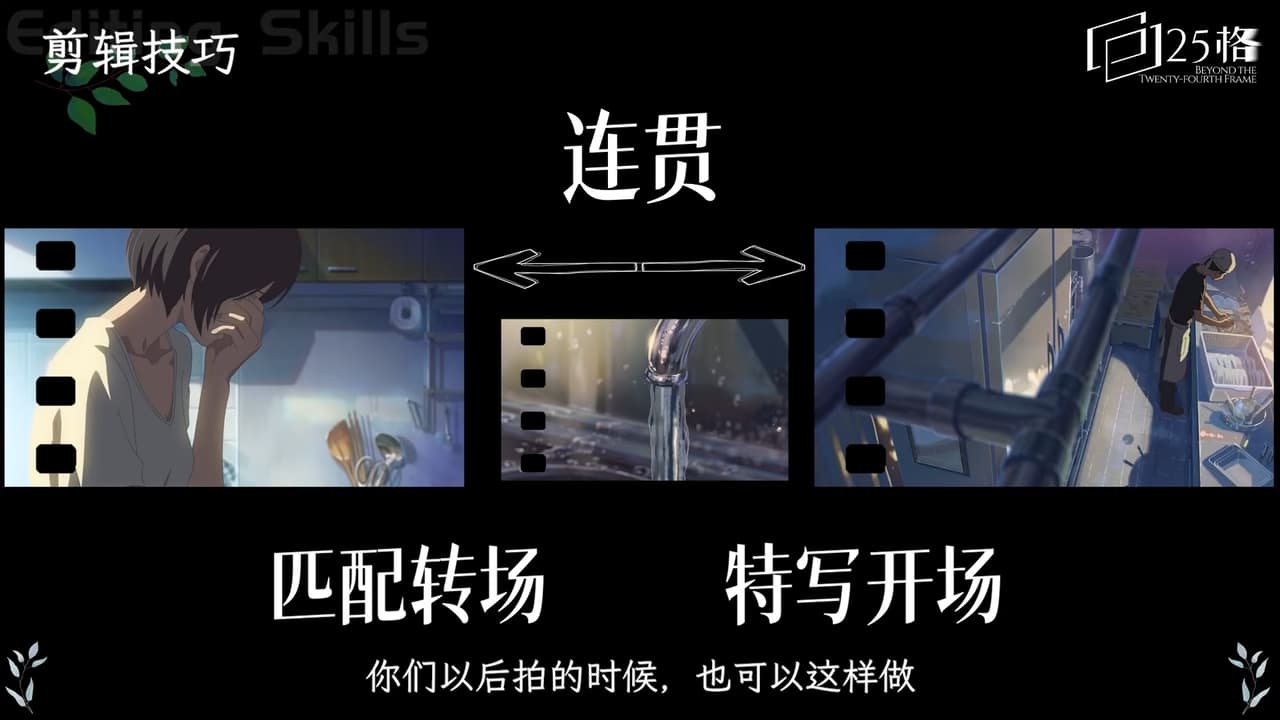 Editing Skills
剪辑技巧
25格
BEYOND THE
TWENTY-FOURTH FRAME
连贯
匹配转场
特写开场
你们以后拍的时候，也可以这样做